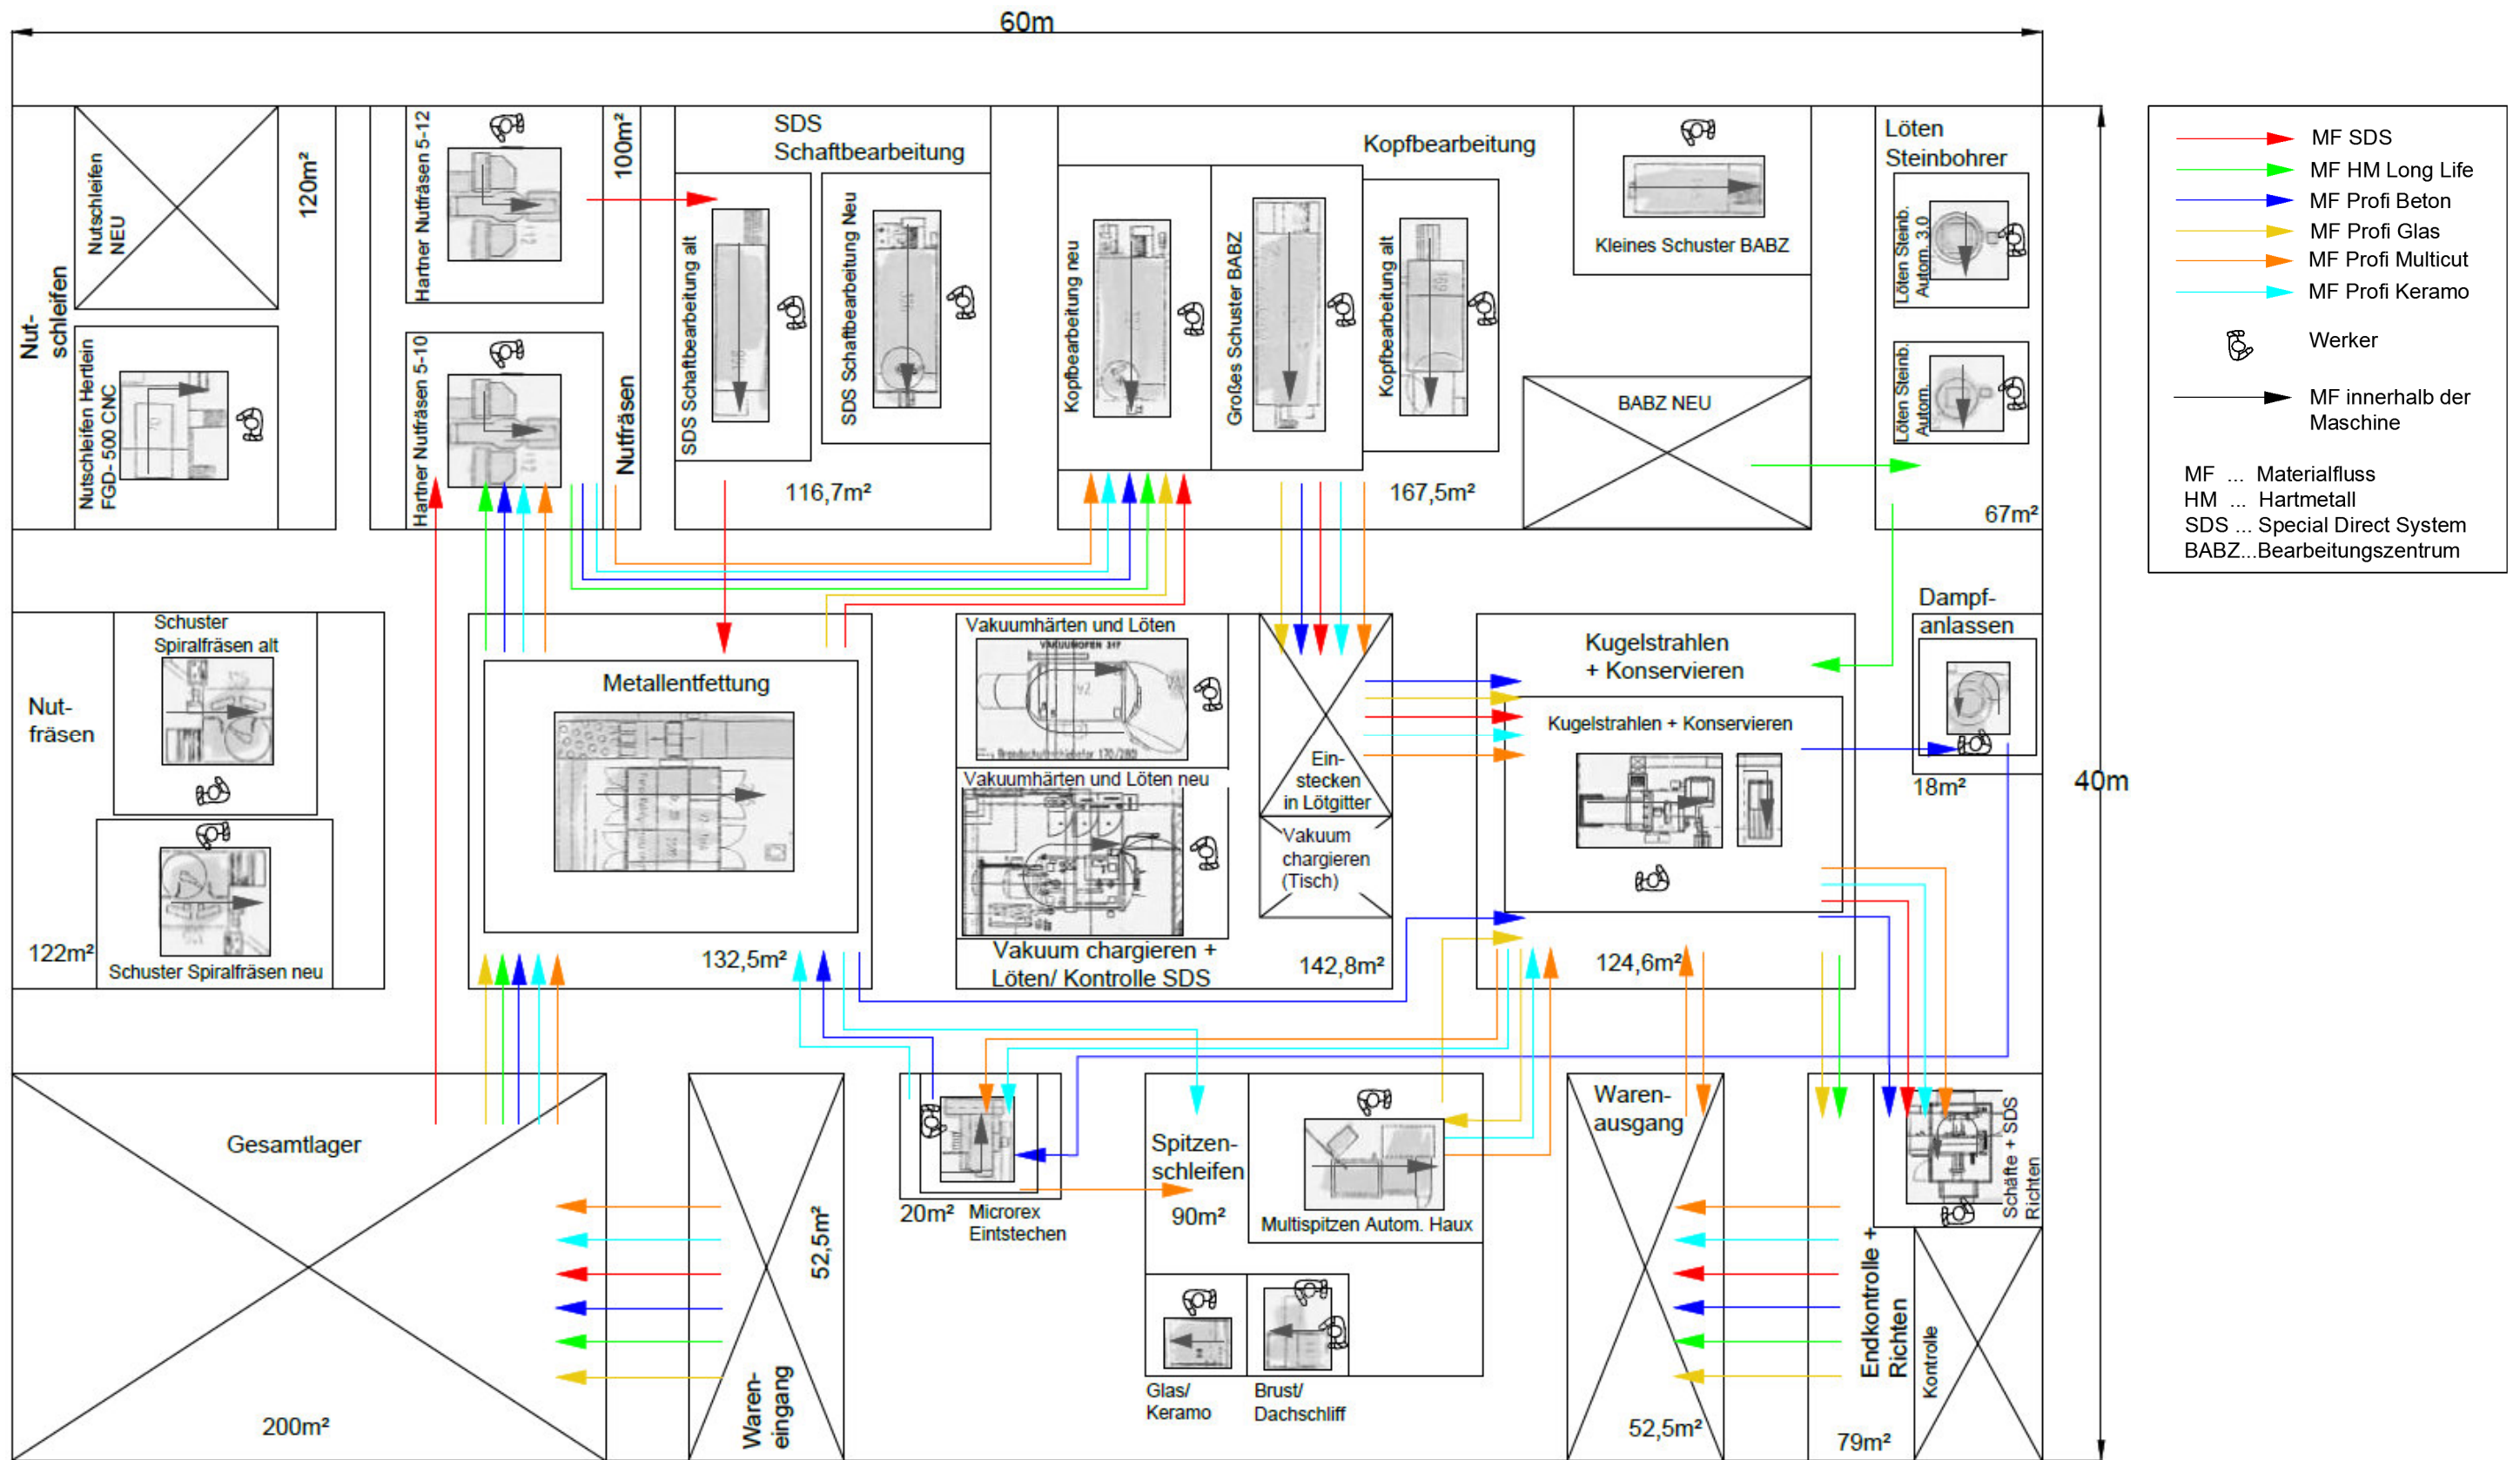 60m
40m
Nut-
schleifen
Nutschleifen
NEU
120m²
Nutschleifen Hertlein
FGD- 500 CNC
Hartner Nutfräsen 5-12
100m²
Hartner Nutfräsen 5-10
Nutfräsen
SDS
Schaftbearbeitung
SDS Schaftbearbeitung alt
SDS Schaftbearbeitung Neu
116,7m²
Kopfbearbeitung
Kopfbearbeitung neu
Großes Schuster BABZ
Kopfbearbeitung alt
167,5m²
Kleines Schuster BABZ
BABZ NEU
Löten
Steinbohrer
Löten Steinb.
Autom. 3.0
Löten Steinb.
Autom.
67m²
MF SDS
MF HM Long Life
MF Profi Beton
MF Profi Glas
MF Profi Multicut
MF Profi Keramo
Werker
MF innerhalb der
Maschine
MF ... Materialfluss
HM ... Hartmetall
SDS ... Special Direct System
BABZ...Bearbeitungszentrum
Nut-
fräsen
Schuster
Spiralfräsen alt
122m²
Schuster Spiralfräsen neu
Metallentfettung
132,5m²
Vakuumhärten und Löten
VAKUUMOFEN 317
Vakuumhärten und Löten neu
Vakuum chargieren +
Löten/ Kontrolle SDS
Ein-
stecken
in Lötgitter
Vakuum
chargieren
(Tisch)
142,8m²
Kugelstrahlen
+ Konservieren
Kugelstrahlen + Konservieren
124,6m²
Dampf-
anlassen
18m²
Gesamtlager
200m²
52,5m²
Waren-
eingang
20m²
Microrex
Eintstechen
Spitzen-
schleifen
90m²
Multispitzen Autom. Haux
Glas/
Keramo
Brust/
Dachschliff
Waren-
ausgang
52,5m²
Endkontrolle +
Richten
79m²
Schäfte + SDS
Richten
Kontrolle